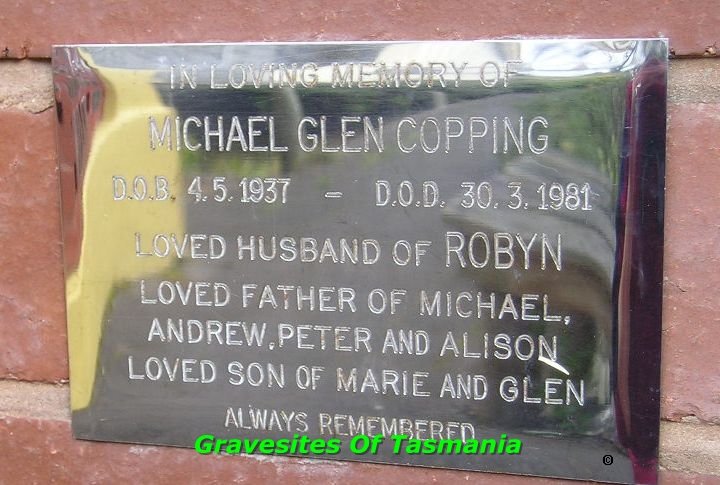 IN LOVING MEMORY OF
MICHAEL GLEN COPPING
D.O.B. 4.5.1937 - D.O.D. 30.3.1981
LOVED HUSBAND OF ROBYN
LOVED FATHER OF MICHAEL,
ANDREW, PETER AND ALISON
LOVED SON OF MARIE AND GLEN
ALWAYS REMEMBERED
Gravesites Of Tasmania
©